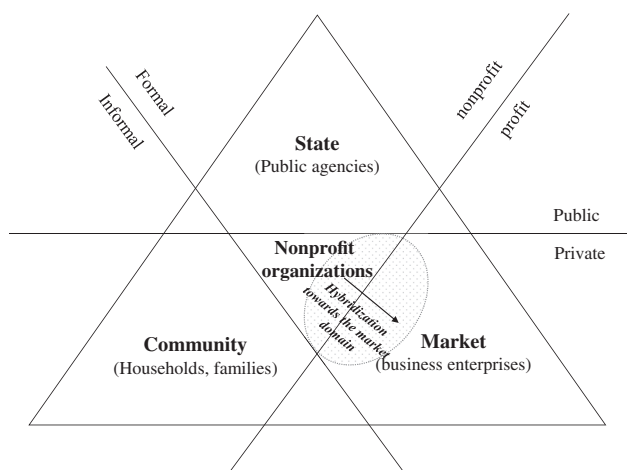 Formal
Informal
nonprofit
profit
State
(Public agencies)
Public
Private
Nonprofit
organizations
Hybridization
towards the market
domain
Community
(Households, families)
Market
(business enterprises)